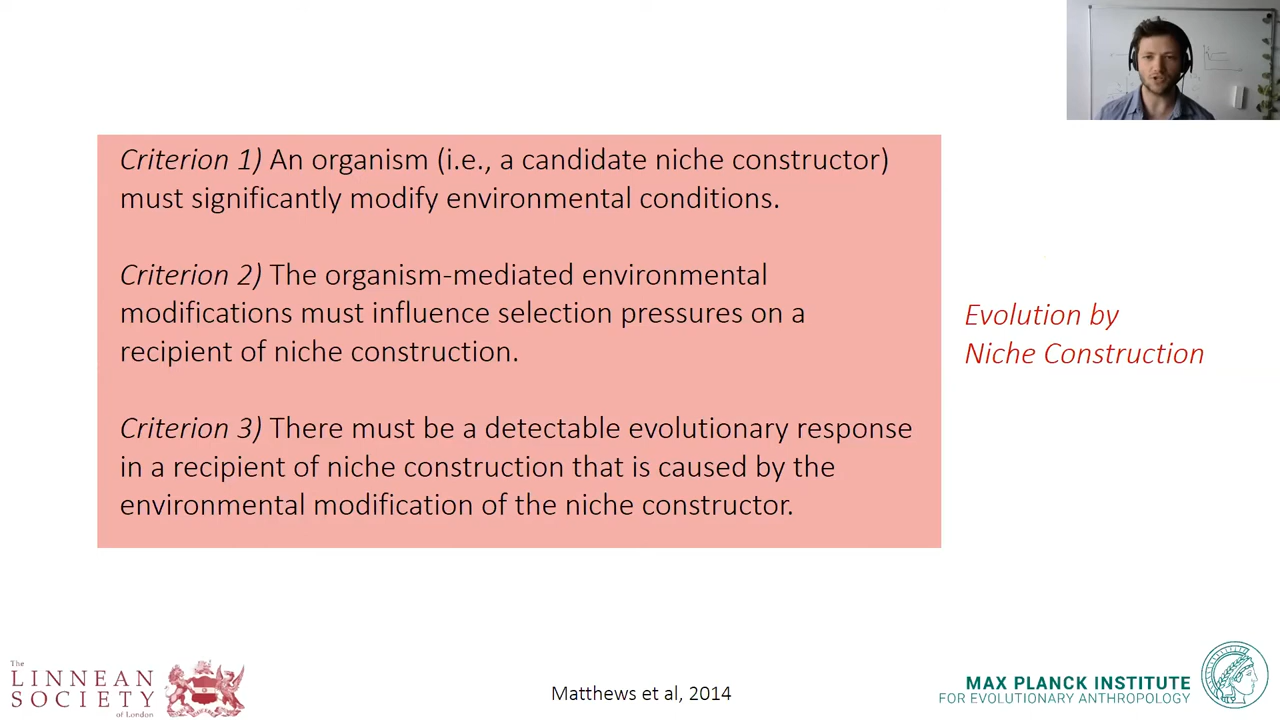 Criterion 1) An organism (i.e., a candidate niche constructor)
must significantly modify environmental conditions.
Criterion 2) The organism-mediated environmental
modifications must influence selection pressures on a
recipient of niche construction.
Criterion 3) There must be a detectable evolutionary response
in a recipient of niche construction that is caused by the
environmental modification of the niche constructor.
Evolution by
Niche Construction
The
LINNEAN
SOCIETY
of London
Matthews et al, 2014
MAX PLANCK INSTITUTE
FOR EVOLUTIONARY ANTHROPOLOGY